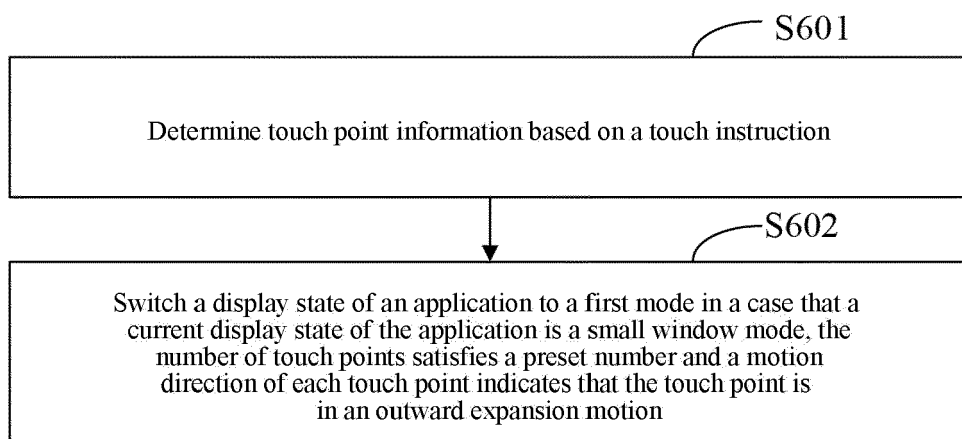 S601
Determine touch point information based on a touch instruction
S602
Switch a display state of an application to a first mode in a case that a
current display state of the application is a small window mode, the
number of touch points satisfies a preset number and a motion
direction of each touch point indicates that the touch point is
in an outward expansion motion